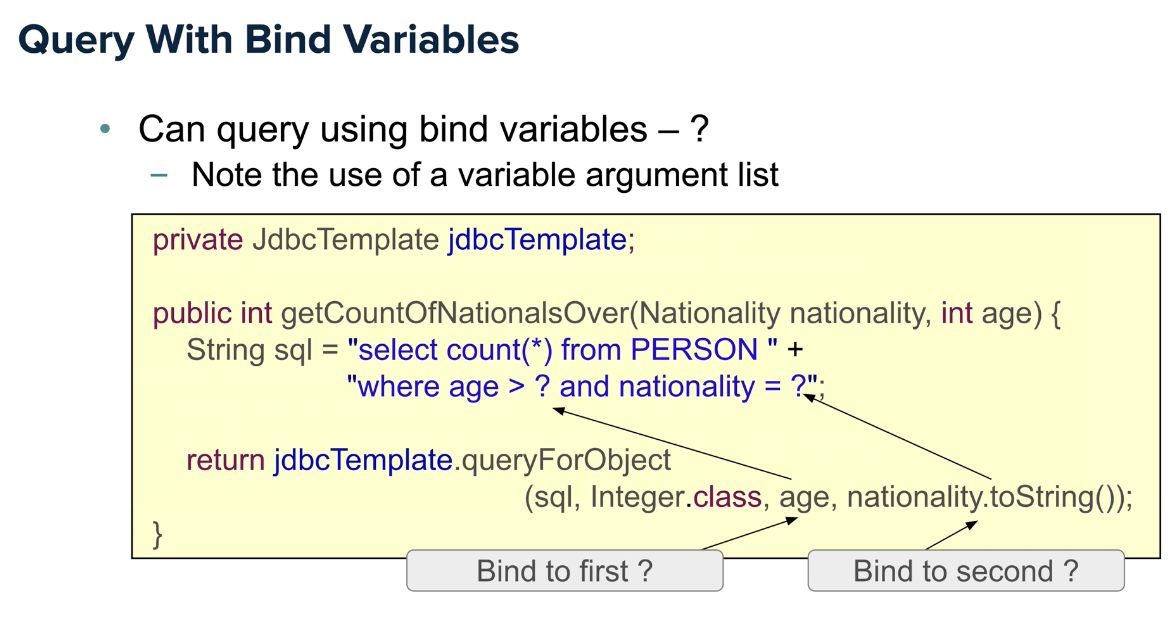 Query With Bind Variables
• Can query using bind variables – ?
– Note the use of a variable argument list
private JdbcTemplate jdbcTemplate;
public int getCountOfNationalsOver(Nationality nationality, int age) {
String sql = "select count(*) from PERSON " +
"where age > ? and nationality = ?";
return jdbcTemplate.queryForObject
(sql, Integer.class, age, nationality.toString());
}
Bind to first ?
Bind to second ?